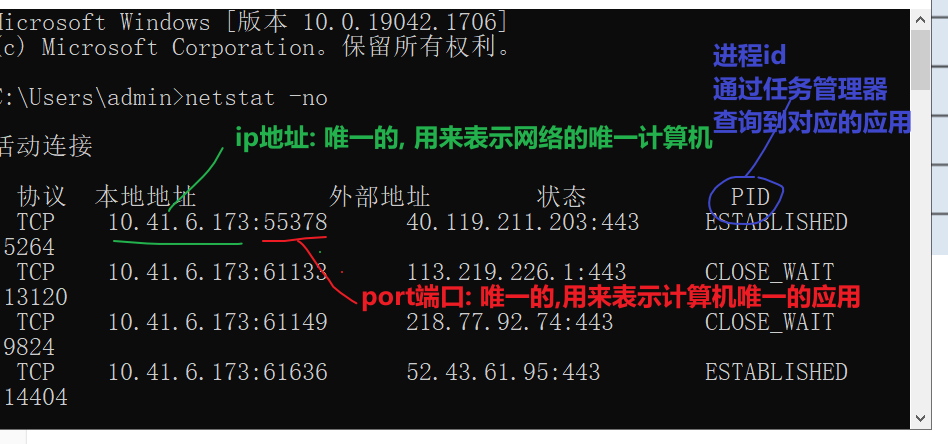 Microsoft Windows [版本 10.0.19042.1706]
(c) Microsoft Corporation。保留所有权利。
进程id
通过任务管理器
查询到对应的应用
C:\Users\admin>netstat -no
ip地址: 唯一的, 用来表示网络的唯一计算机
活动连接
协议 本地地址 外部地址 状态 PID
TCP 10.41.6.173:55378 40.119.211.203:443 ESTABLISHED
5264
TCP 10.41.6.173:61133 113.219.226.1:443 CLOSE_WAIT
13120
port端口: 唯一的,用来表示计算机唯一的应用
TCP 10.41.6.173:61149 218.77.92.74:443 CLOSE_WAIT
9824
TCP 10.41.6.173:61636 52.43.61.95:443 ESTABLISHED
14404